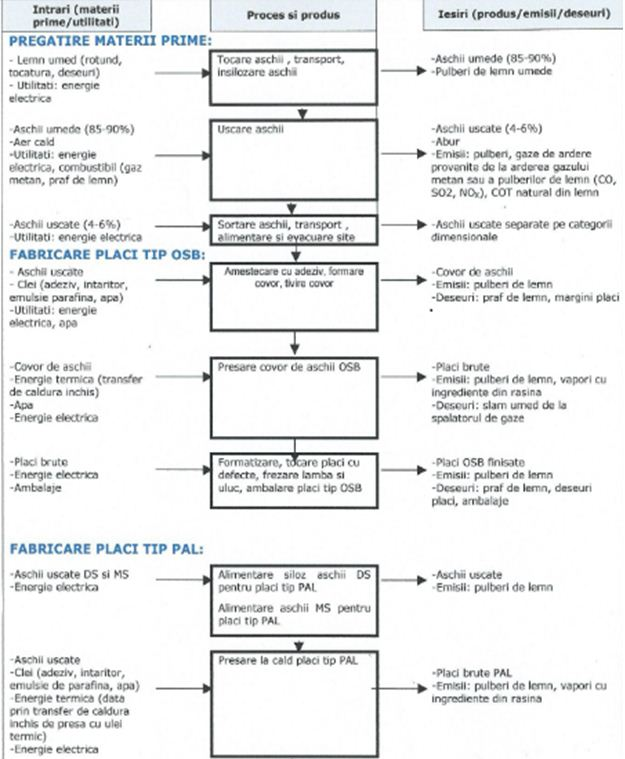 Intrari (materii
prime/utilitati)
Proces si produs
Iesiri (produs/emisii/deseuri)
PREGATIRE MATERII PRIME:
- Lemn umed (rotund,
tocatura, deseuri)
- Utilitati: energie
electrica
Tocare aschii , transport,
insilozare aschii
-Aschii umede (85-90%)
-Pulberi de lemn umede
-Aschii umede (85-90%)
-Aer cald
-Utilitati: energie
electrica, combustibil (gaz
metan, praf de lemn)
Uscare aschii
-Aschii uscate (4-6%)
-Abur
-Emisii: pulberi, gaze de ardere
provenite de la arderea gazului
metan sau a pulberilor de lemn (CO,
SO2, NOx), COT natural din lemn
-Aschii uscate (4-6%)
-Utilitati: energie electrica
Sortare aschii, transport ,
alimentare si evacuare site
-Aschii uscate separate pe categorii
dimensionale
FABRICARE PLACI TIP OSB:
- Aschii uscate
- Clei (adeziv, intaritor,
emulsie parafina, apa)
-Utilitati: energie
electrica, apa
Amestecare cu adeziv, formare
covor, tivire covor
-Covor de aschii
-Emisii: pulberi de lemn
-Deseuri: praf de lemn, margini placi
-Covor de aschii
-Energie termica (transfer
de caldura inchis)
-Apa
-Energie electrica
Presare covor de aschii OSB
-Placi brute
-Emisii: pulberi de lemn, vapori cu
ingrediente din rasina
-Deseuri: slam umed de la
spalatorul de gaze
-Placi brute
-Energie electrica
-Ambalaje
Formatizare, tocare placi cu
defecte, frezare lamba si
uluc, ambalare placi tip OSB
-Placi OSB finisate
-Emisii: pulberi de lemn
-Deseuri: praf de lemn, deseuri
placi, ambalaje
FABRICARE PLACI TIP PAL:
-Aschii uscate DS si MS
-Energie electrica
Alimentare siloz aschii DS
pentru placi tip PAL
Alimentare aschii MS pentru
placi tip PAL
-Aschii uscate
-Emisii: pulberi de lemn
-Aschii uscate
-Clei (adeziv, intaritor,
emulsie de parafina, apa)
-Energie termica (data
prin transfer de caldura
inchis de presa cu ulei
termic)
-Energie electrica
Presare la cald placi tip PAL
-Placi brute PAL
-Emisii: pulberi de lemn, vapori cu
ingrediente din rasina